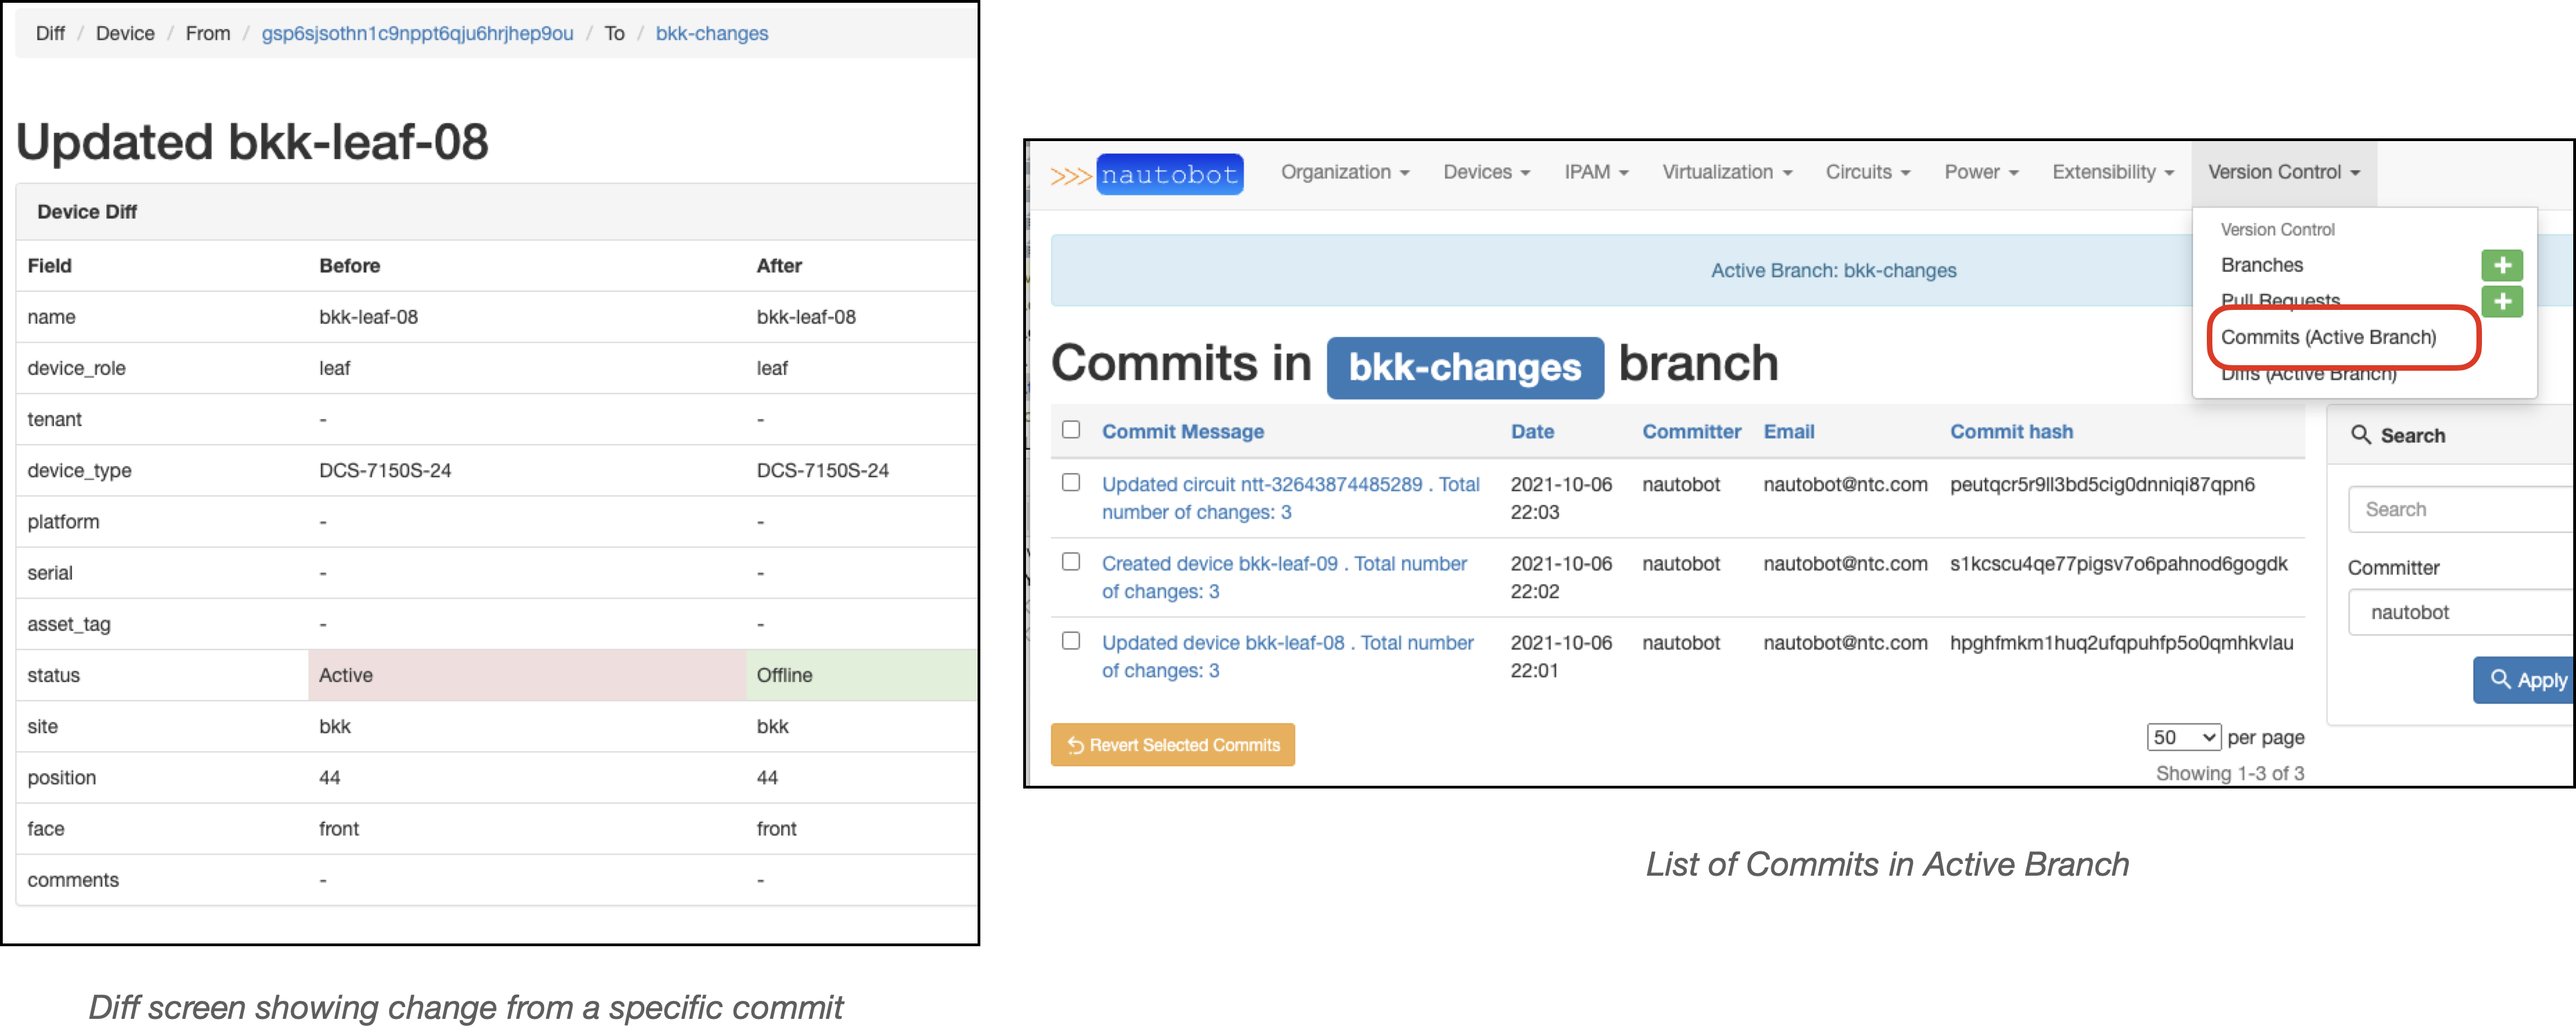 Diff / Device / From / gsp6sjsothn1c9nppt6qju6hrjhep9ou / To / bkk-changes
Updated bkk-leaf-08
Device Diff
Field Before After
name bkk-leaf-08 bkk-leaf-08
device_role leaf leaf
tenant - -
device_type DCS-7150S-24 DCS-7150S-24
platform - -
serial - -
asset_tag - -
status Active Offline
site bkk bkk
position 44 44
face front front
comments - -
Diff screen showing change from a specific commit
>>> nautobot Organization Devices IPAM Virtualization Circuits Power Extensibility Version Control
Version Control
Branches
Pull Requests
Commits (Active Branch)
Diffs (Active Branch)
Active Branch: bkk-changes
Commits in bkk-changes branch
Commit Message Date Committer Email Commit hash
Updated circuit ntt-32643874485289 . Total 2021-10-06 nautobot nautobot@ntc.com peutqcr5r9ll3bd5cig0dnniqi87qpn6
number of changes: 3 22:03
Created device bkk-leaf-09 . Total number 2021-10-06 nautobot nautobot@ntc.com s1kcscu4qe77pigsv7o6pahnod6gogdk
of changes: 3 22:02
Updated device bkk-leaf-08 . Total number 2021-10-06 nautobot nautobot@ntc.com hpghfmkm1huq2ufqpuhfp5o0qmhkvlau
of changes: 3 22:01
Revert Selected Commits
50 per page
Showing 1-3 of 3
Search
Search
Committer
nautobot
Apply
List of Commits in Active Branch